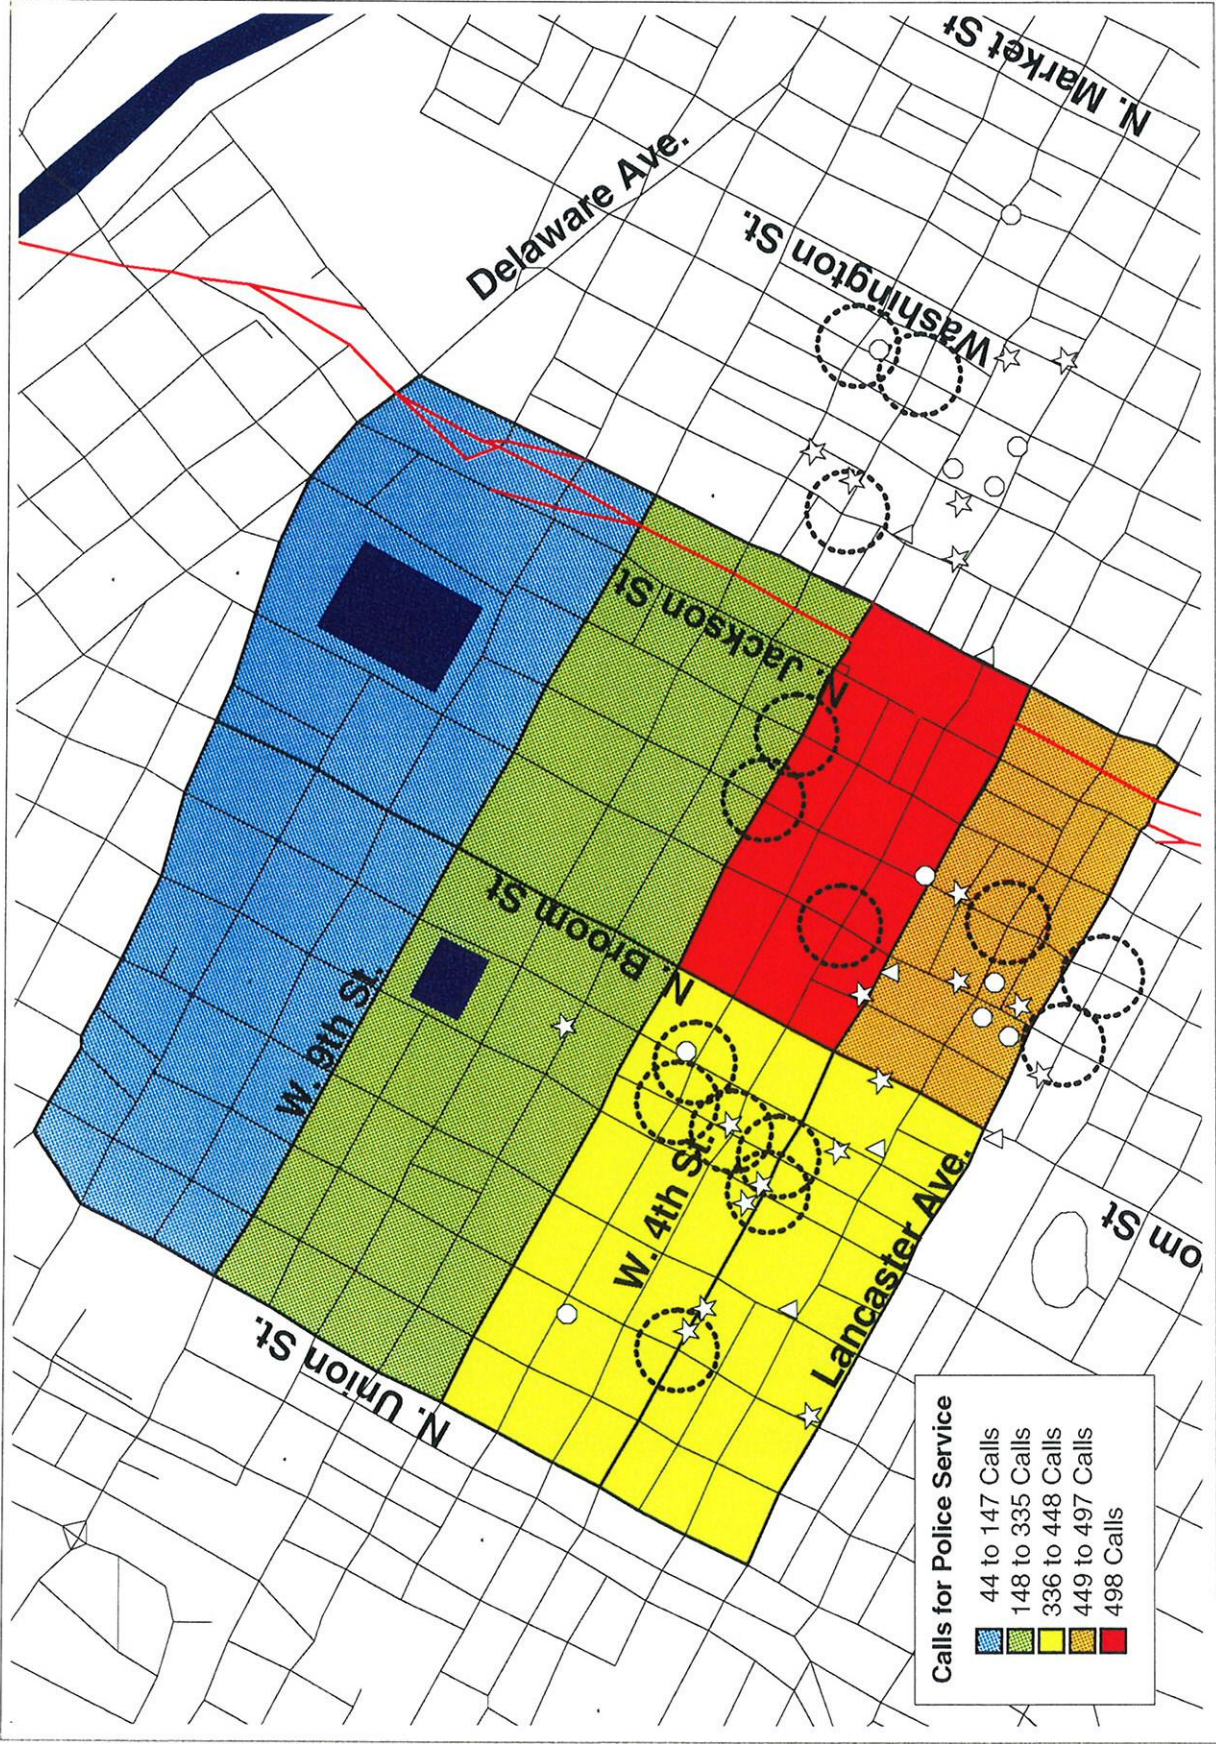 N. Market St
Delaware Ave.
Washington St.
N. Jackson St
N. Broom St
W. 9th St.
W. 4th St.
N. Union St.
Lancaster Ave.
om St
Calls for Police Service
44 to 147 Calls
148 to 335 Calls
336 to 448 Calls
449 to 497 Calls
498 Calls